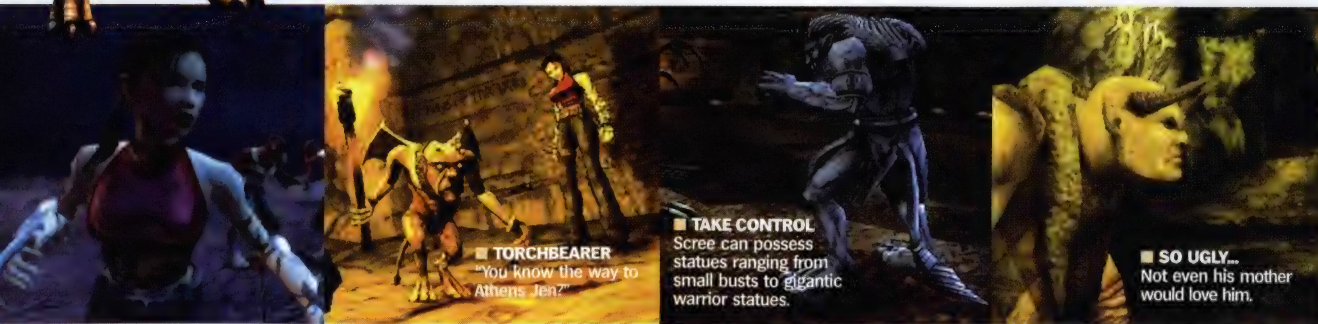 TORCHBEARER
"You know the way to
Athens Jen?"
TAKE CONTROL
Scree can possess
statues ranging from
small busts to gigantic
warrior statues.
SO UGLY...
Not even his mother
would love him.